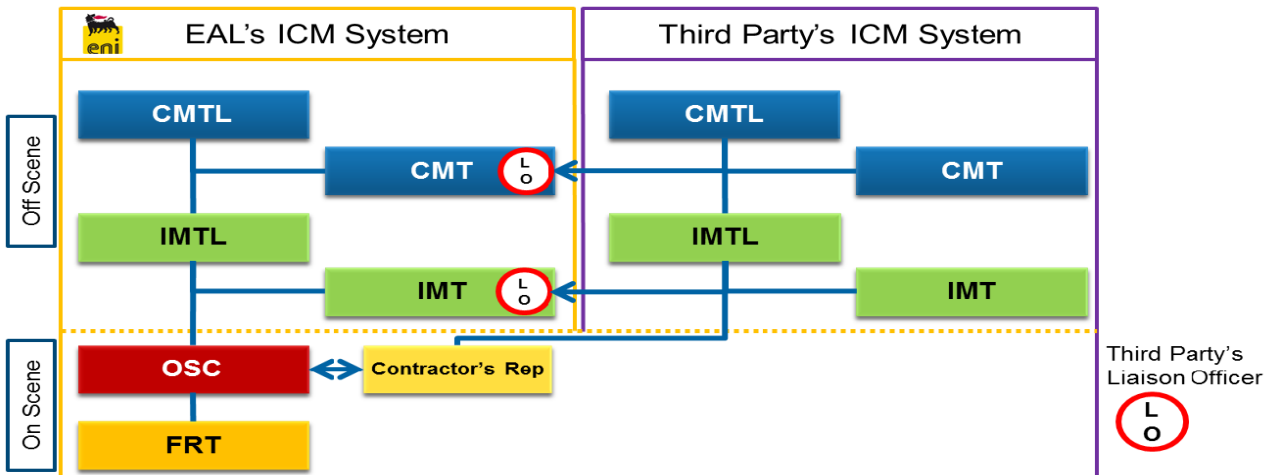 eni
EAL's ICM System
Third Party's ICM System
Off Scene
CMTL
CMTL
CMT
L
O
CMT
IMTL
IMTL
IMT
L
O
IMT
On Scene
OSC
Contractor's Rep
FRT
Third Party's
Liaison Officer
L
O